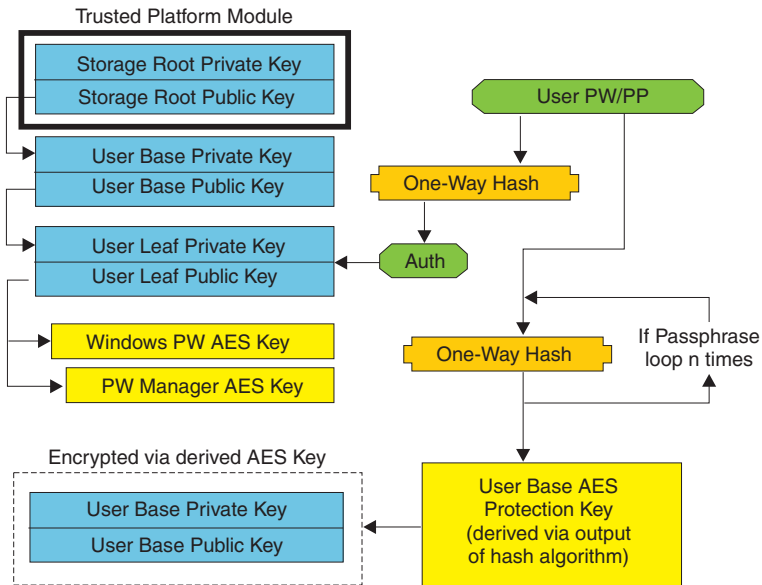 Trusted Platform Module
Storage Root Private Key
Storage Root Public Key
User PW/PP
User Base Private Key
User Base Public Key
One-Way Hash
User Leaf Private Key
User Leaf Public Key
Auth
Windows PW AES Key
PW Manager AES Key
One-Way Hash
If Passphrase
loop n times
Encrypted via derived AES Key
User Base Private Key
User Base Public Key
User Base AES
Protection Key
(derived via output
of hash algorithm)